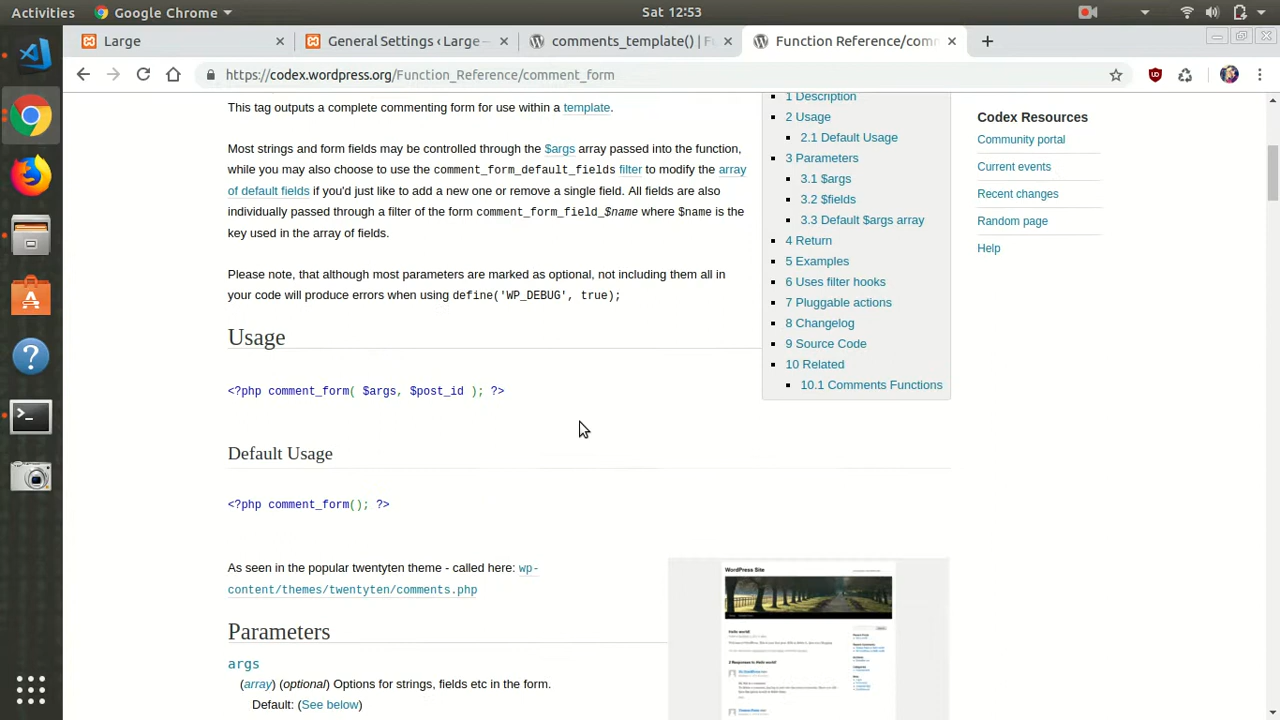 Activities
Google Chrome
Sat 12:53
Large
General Settings ‹ Large
comments_template() | Fu
Function Reference/comm
https://codex.wordpress.org/Function_Reference/comment_form
This tag outputs a complete commenting form for use within a template.
Most strings and form fields may be controlled through the $args array passed into the function,
while you may also choose to use the comment_form_default_fields filter to modify the array
of default fields if you'd just like to add a new one or remove a single field. All fields are also
individually passed through a filter of the form comment_form_field_$name where $name is the
key used in the array of fields.
Please note, that although most parameters are marked as optional, not including them all in
your code will produce errors when using define('WP_DEBUG', true);
Usage
<?php comment_form( $args, $post_id ); ?>
Default Usage
<?php comment_form(); ?>
As seen in the popular twentyten theme - called here: wp-
content/themes/twentyten/comments.php
Parameters
args
(array) (Optional)
Default (See below)
1 Description
2 Usage
2.1 Default Usage
3 Parameters
3.1 $args
3.2 $fields
3.3 Default $args array
4 Return
5 Examples
6 Uses filter hooks
7 Pluggable actions
8 Changelog
9 Source Code
10 Related
10.1 Comments Functions
Codex Resources
Community portal
Current events
Recent changes
Random page
Help
WordPress Site
Hello world!
2 Responses to Hello world!